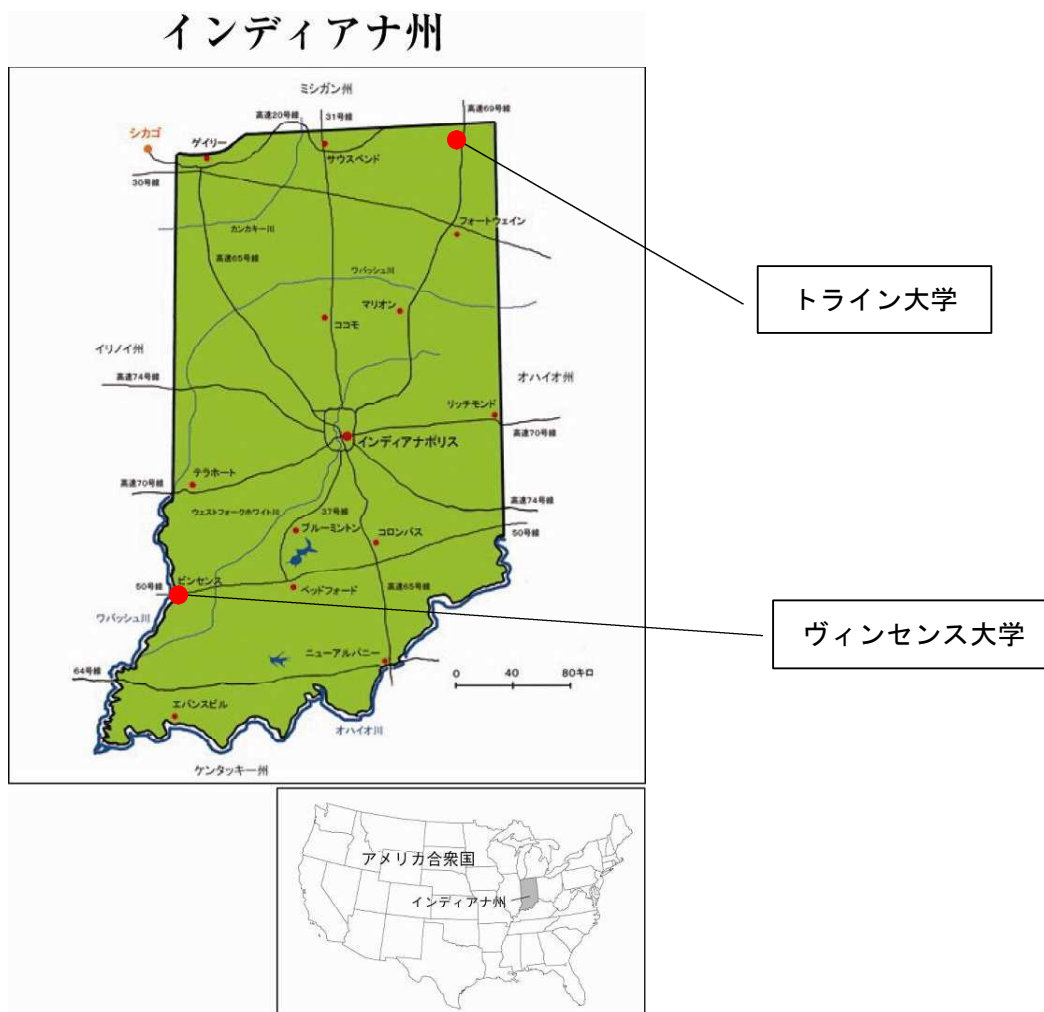 インディアナ州
ミシガン州
高速20号線
31号線
高速69号線
シカゴ
ゲイリー
サウスベンド
30号線
カンカキー川
フォートウェイン
高速65号線
ワバッシュ川
トライン大学
マリオン
ココモ
イリノイ州
高速74号線
オハイオ州
リッチモンド
高速70号線
インディアナポリス
テラホート
高速70号線
ウェストフォークホワイト川
37号線
高速74号線
ブルーミントン
コロンバス
50号線
ビンセンス
50号線
ベッドフォード
高速65号線
ワバッシュ川
ヴィンセンス大学
ニューアルバニー
64号線
0 40 80キロ
エバンスビル
オハイオ川
ケンタッキー州
アメリカ合衆国
インディアナ州